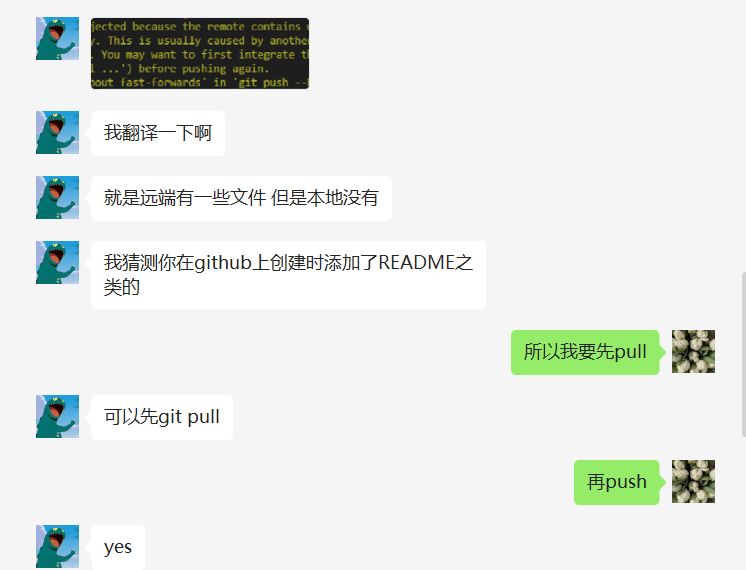 jected because the remote contains
y. This is usually caused by another
. You may want to first integrate th
l ...') before pushing again.
bout fast-forwards' in 'git push --
我翻译一下啊
就是远端有一些文件 但是本地没有
我猜测你在github上创建时添加了README之
类的
所以我要先pull
可以先git pull
再push
yes